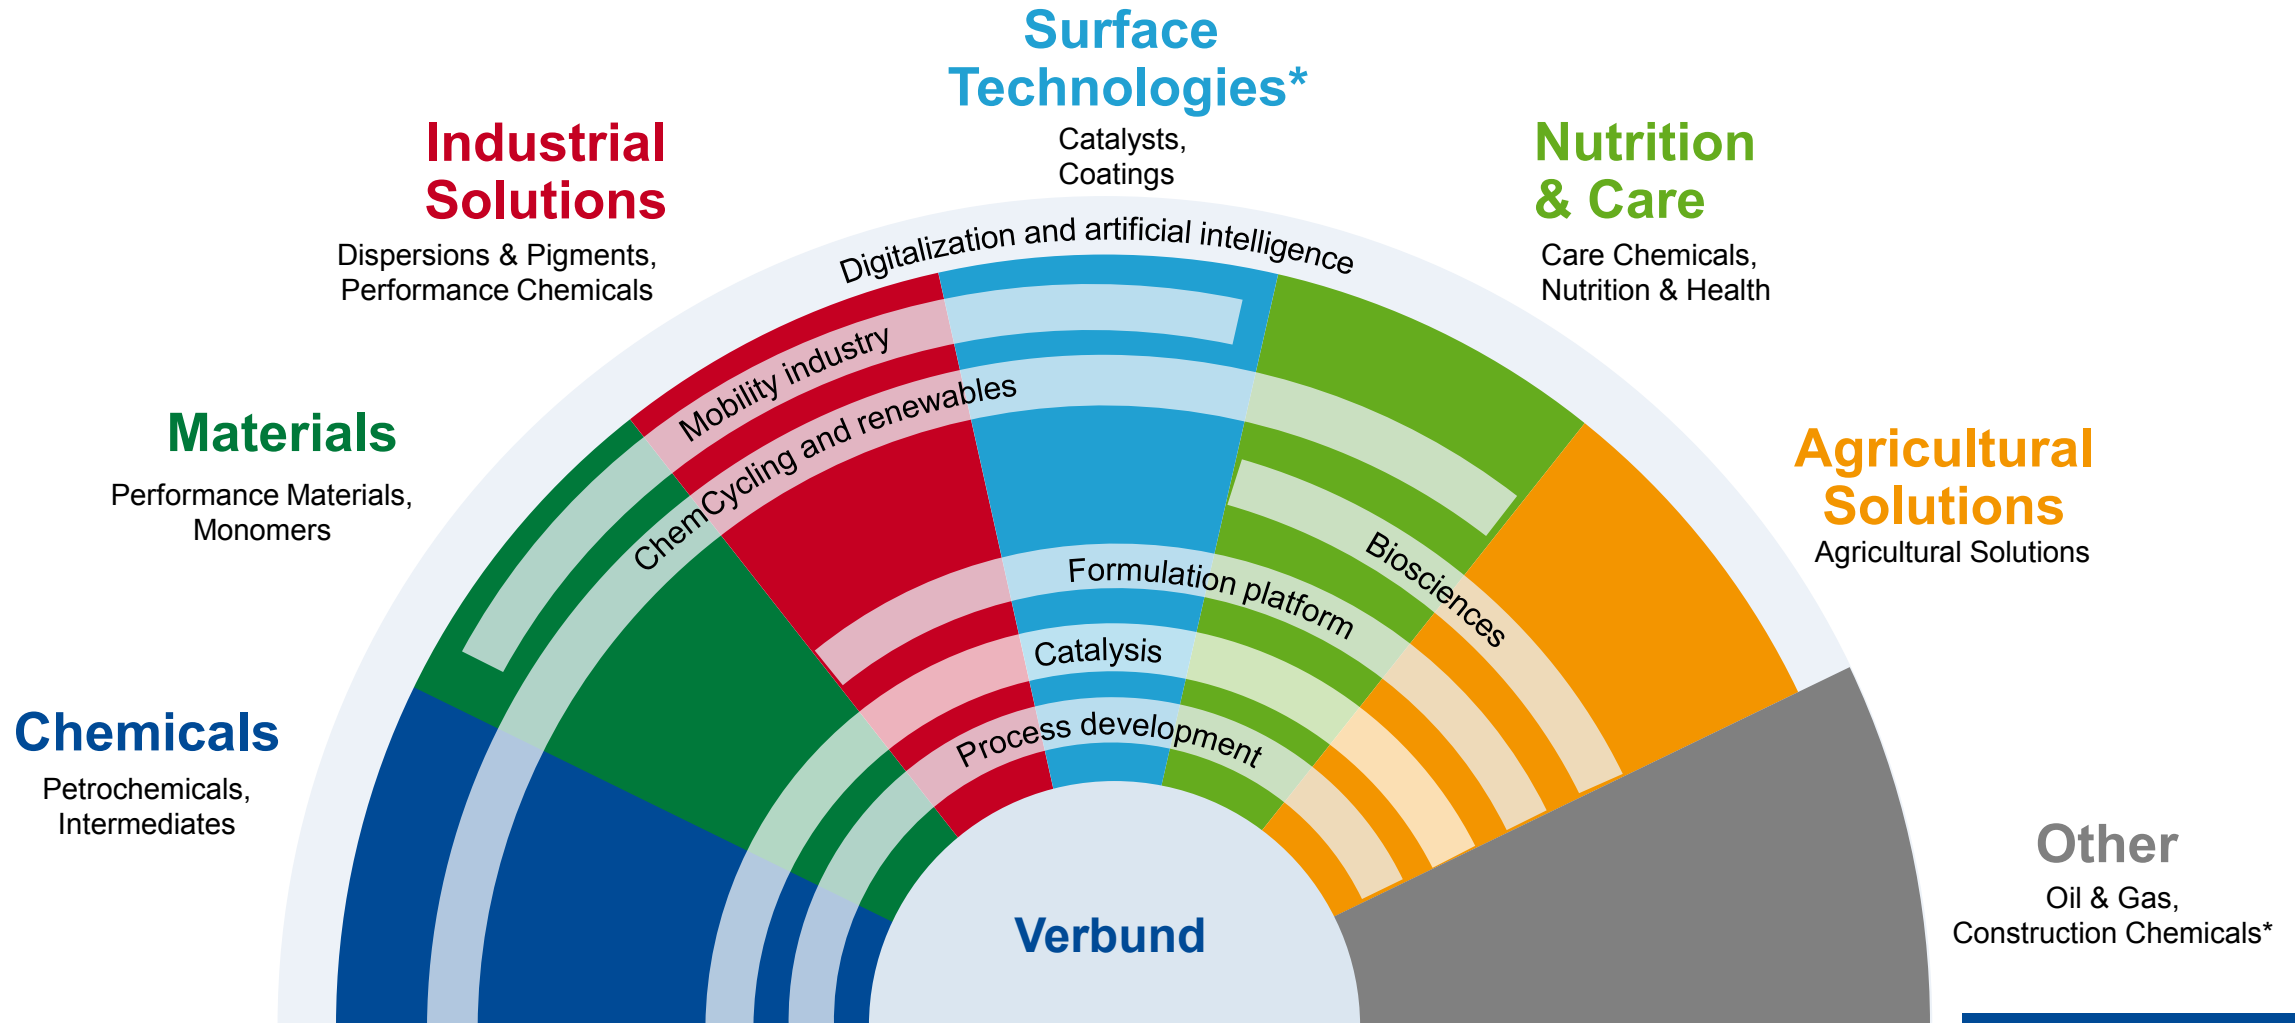 Surface
Technologies*
Catalysts,
Coatings
Industrial
Solutions
Dispersions & Pigments,
Performance Chemicals
Nutrition
& Care
Care Chemicals,
Nutrition & Health
Materials
Performance Materials,
Monomers
Agricultural
Solutions
Agricultural Solutions
Chemicals
Petrochemicals,
Intermediates
Other
Oil & Gas,
Construction Chemicals*
Digitalization and artificial intelligence
Mobility industry
ChemCycling and renewables
Biosciences
Formulation platform
Catalysis
Process development
Verbund